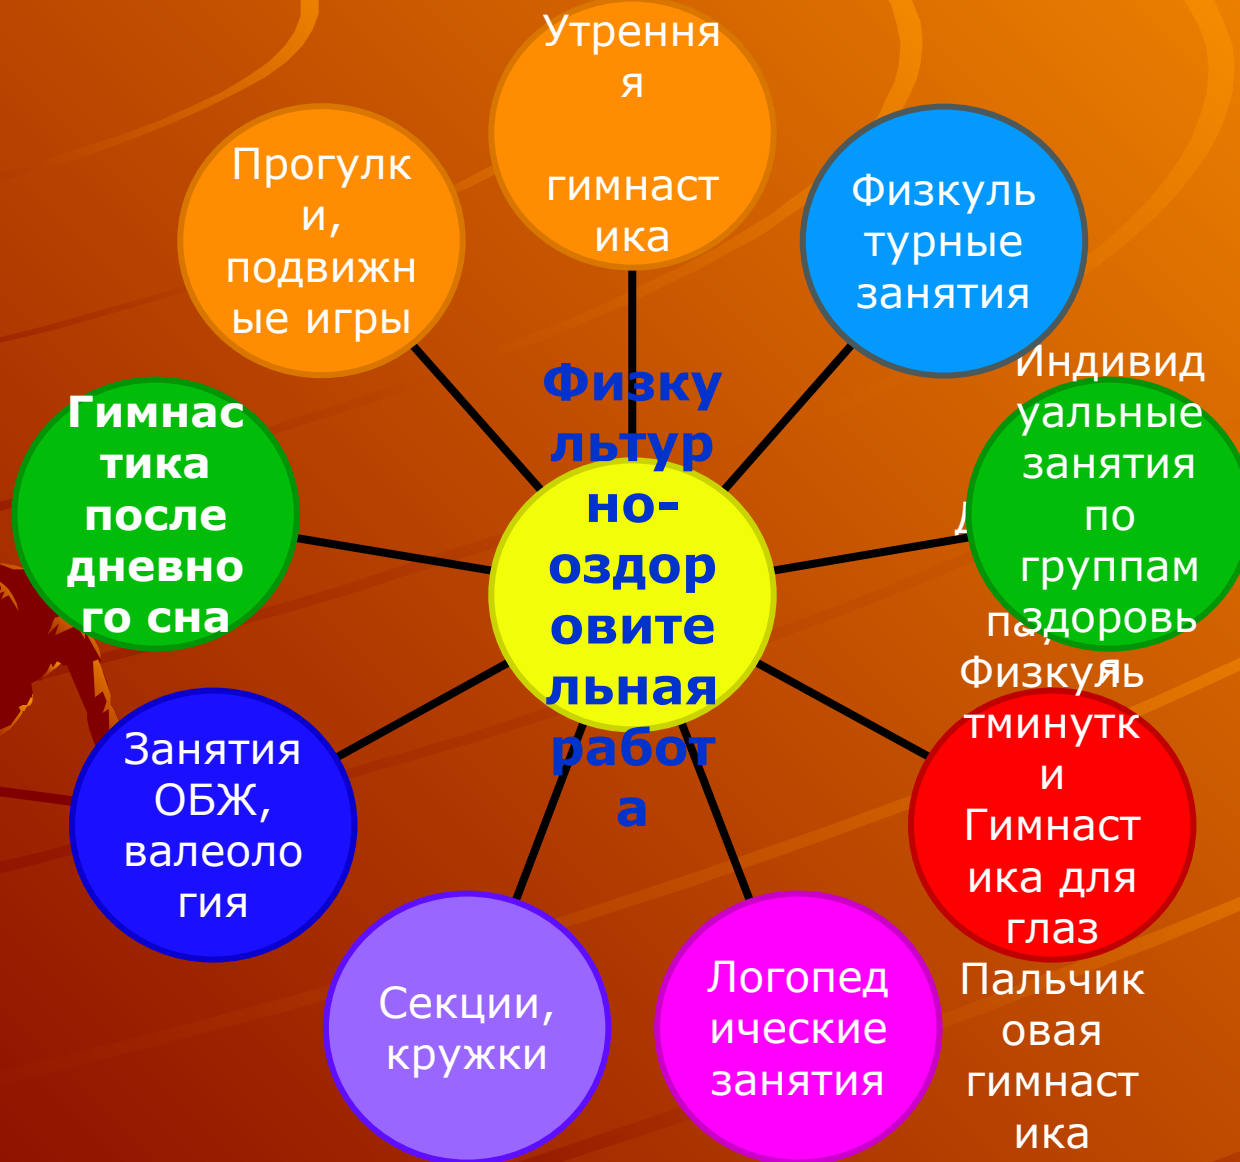 Утрення
я
гимнаст
ика
Физкуль
турные
занятия
Индивид
уальные
занятия
по
группам
здоровь
я
Физкуль
тминутк
и
Гимнаст
ика для
глаз
Пальчик
овая
гимнаст
ика
Логопед
ические
занятия
Секции,
кружки
Занятия
ОБЖ,
валеоло
гия
Гимнас
тика
после
дневно
го сна
Прогулк
и,
подвижн
ые игры
Физку
льтур
но-
оздор
овите
льная
работ
а